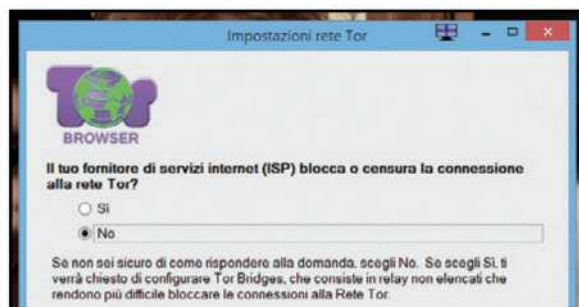 Impostazioni rete Tor
Tor
BROWSER
Il tuo fornitore di servizi internet (ISP) blocca o censura la connessione
alla rete Tor?
Sì
No
Se non sei sicuro di come rispondere alla domanda, scegli No. Se scegli Sì, ti
verrà chiesto di configurare Tor Bridges, che consiste in relay non elencati che
rendono più difficile bloccare le connessioni alla Rete Tor.